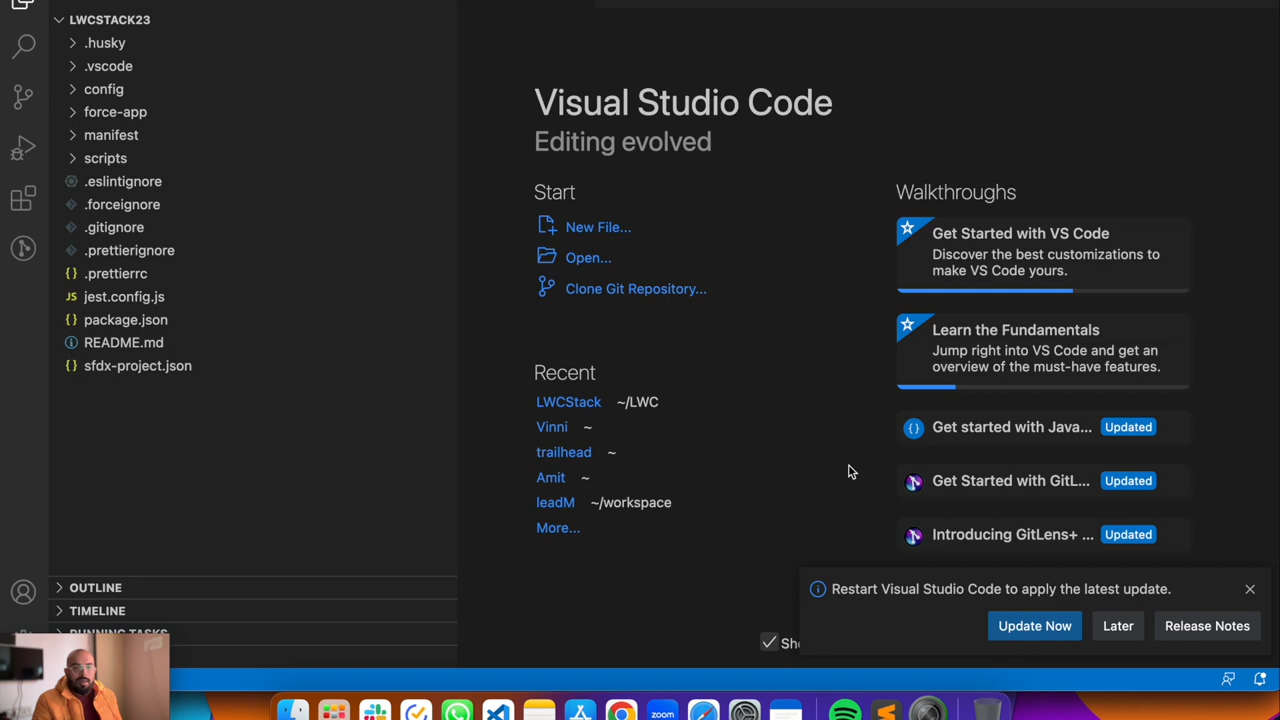 LWCSTACK23
.husky
.vscode
config
force-app
manifest
scripts
.eslintignore
.forceignore
.gitignore
.prettierignore
.prettierrc
JS jest.config.js
package.json
README.md
sfdx-project.json
OUTLINE
TIMELINE
RUNNING TASKS
Visual Studio Code
Editing evolved
Start
New File...
Open...
Clone Git Repository...
Recent
LWCStack ~/LWC
Vinni ~
trailhead ~
Amit ~
leadM ~/workspace
More...
Walkthroughs
Get Started with VS Code
Discover the best customizations to
make VS Code yours.
Learn the Fundamentals
Jump right into VS Code and get an
overview of the must-have features.
Get started with Java... Updated
Get Started with GitL... Updated
Introducing GitLens+ ... Updated
Restart Visual Studio Code to apply the latest update.
Update Now Later Release Notes
zoom